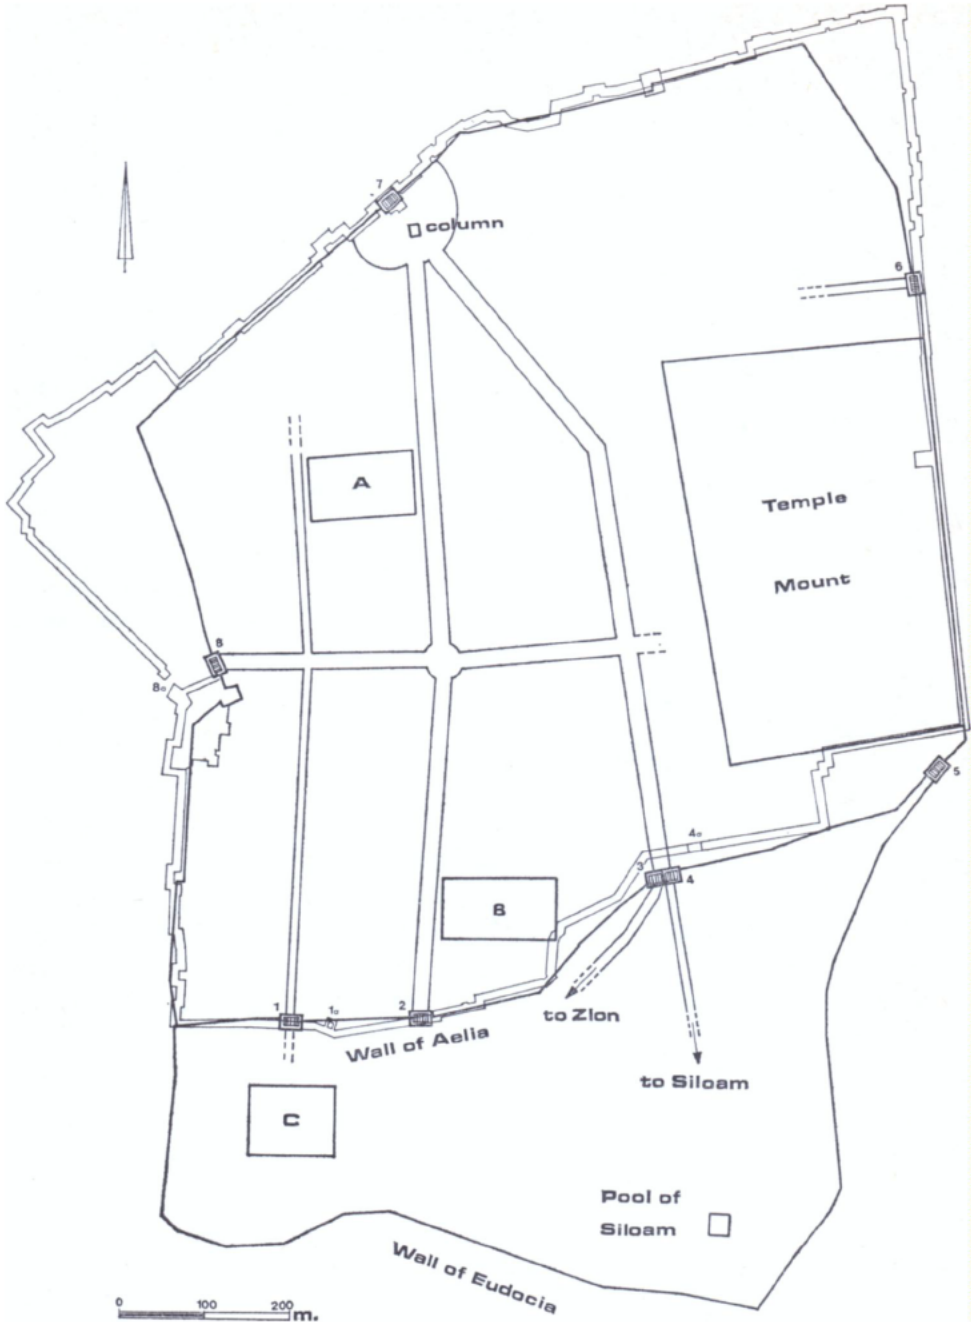 7
column
6
A
Temple
Mount
8
8a
5
4a
3
4
B
1
1a
2
to Zion
Wall of Aelia
to Siloam
C
Pool of
Siloam
Wall of Eudocia
0 100 200 m.